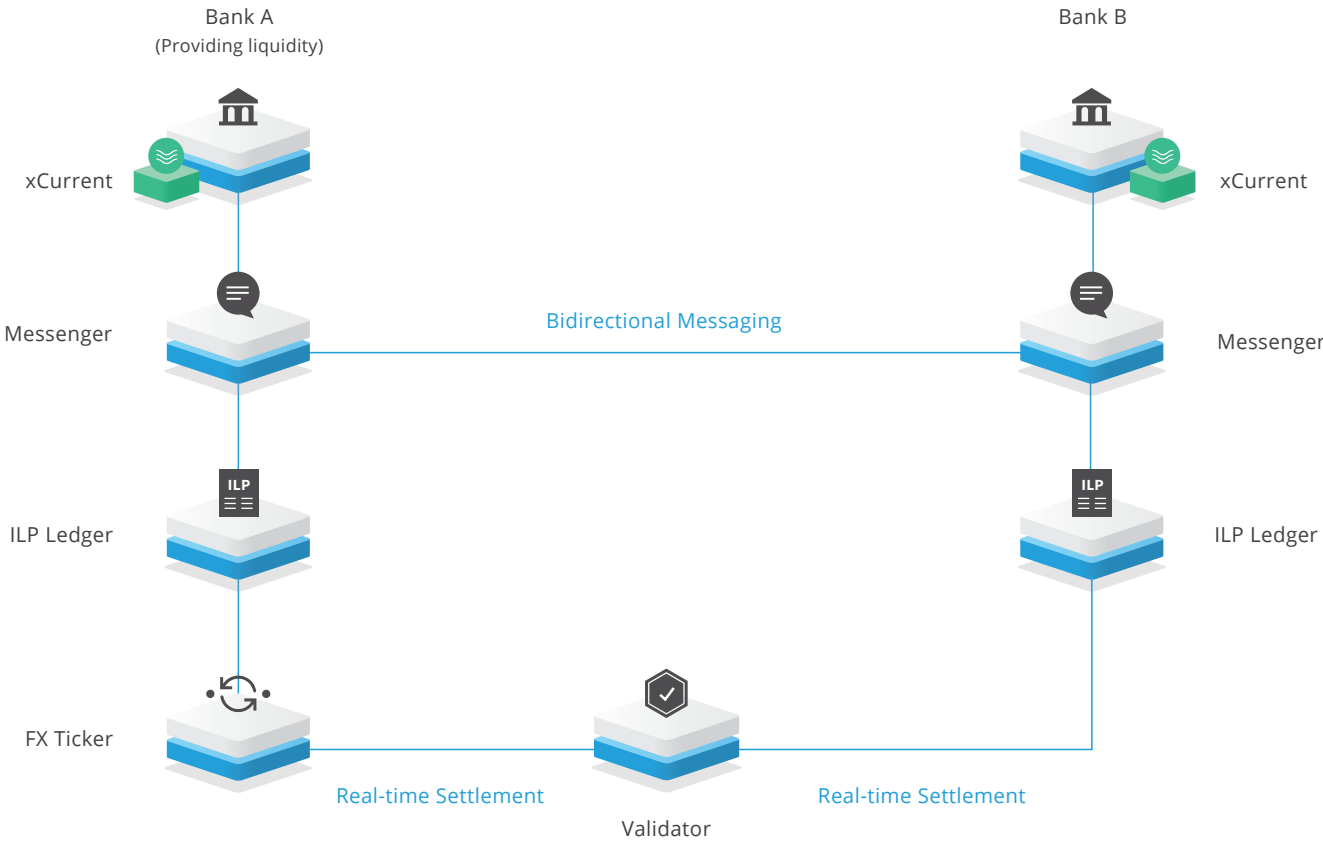 Bank A
(Providing liquidity)
Bank B
xCurrent
xCurrent
Messenger
Bidirectional Messaging
Messenger
ILP
ILP
ILP Ledger
ILP Ledger
FX Ticker
Real-time Settlement
Real-time Settlement
Validator